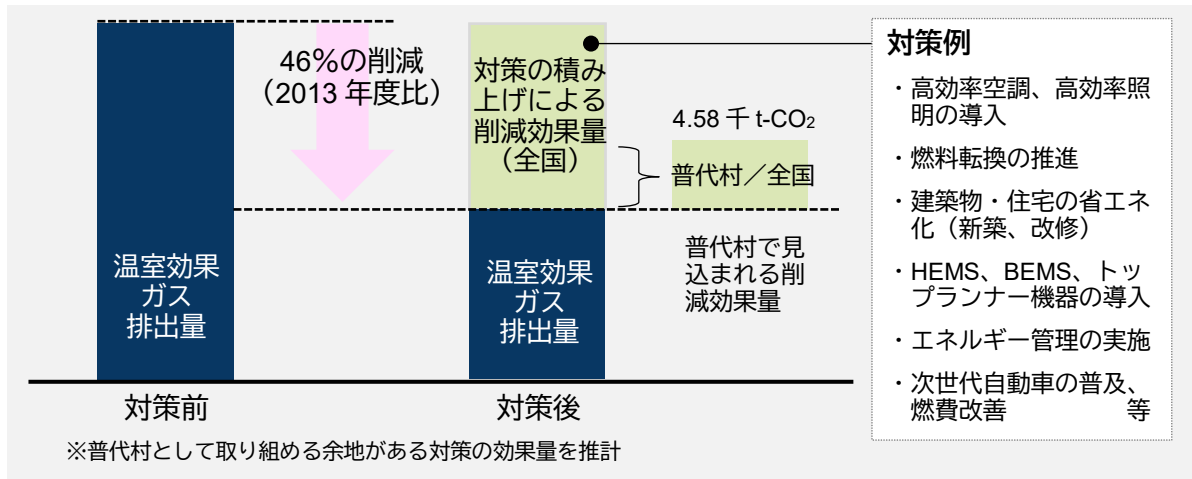 46%の削減
（2013 年度比）
対策の積み
上げによる
削減効果量
（全国）
4.58 千 t-CO₂
普代村／全国
温室効果
ガス
排出量
温室効果
ガス
排出量
普代村で見
込まれる削
減効果量
対策前
対策後
※普代村として取り組める余地がある対策の効果量を推計
対策例
・高効率空調、高効率照
明の導入
・燃料転換の推進
・建築物・住宅の省エネ
化（新築、改修）
・HEMS、BEMS、トッ
プランナー機器の導入
・エネルギー管理の実施
・次世代自動車の普及、
燃費改善 等